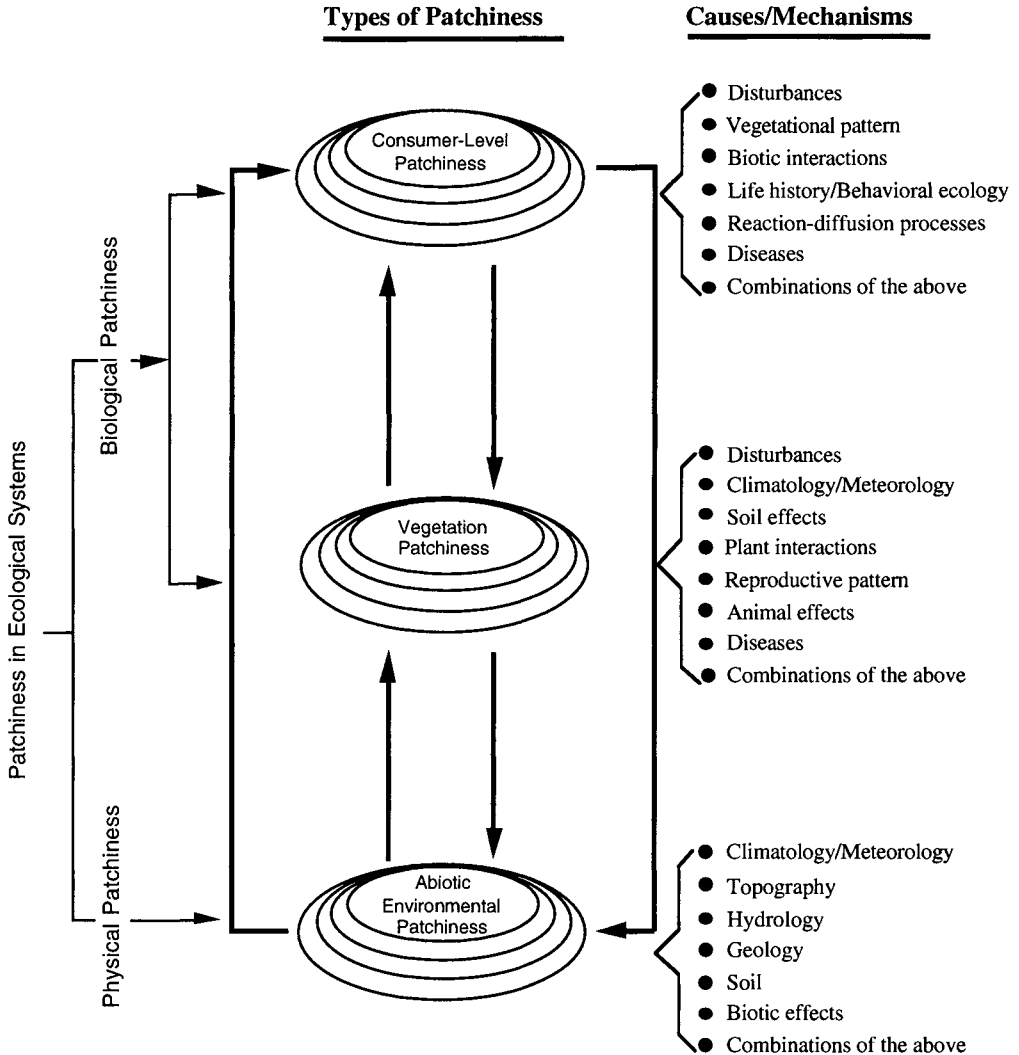 Types of Patchiness
Causes/Mechanisms
Patchiness in Ecological Systems
Biological Patchiness
Physical Patchiness
Consumer-Level
Patchiness
Vegetation
Patchiness
Abiotic
Environmental
Patchiness
● Disturbances
● Vegetational pattern
● Biotic interactions
● Life history/Behavioral ecology
● Reaction-diffusion processes
● Diseases
● Combinations of the above
● Disturbances
● Climatology/Meteorology
● Soil effects
● Plant interactions
● Reproductive pattern
● Animal effects
● Diseases
● Combinations of the above
● Climatology/Meteorology
● Topography
● Hydrology
● Geology
● Soil
● Biotic effects
● Combinations of the above